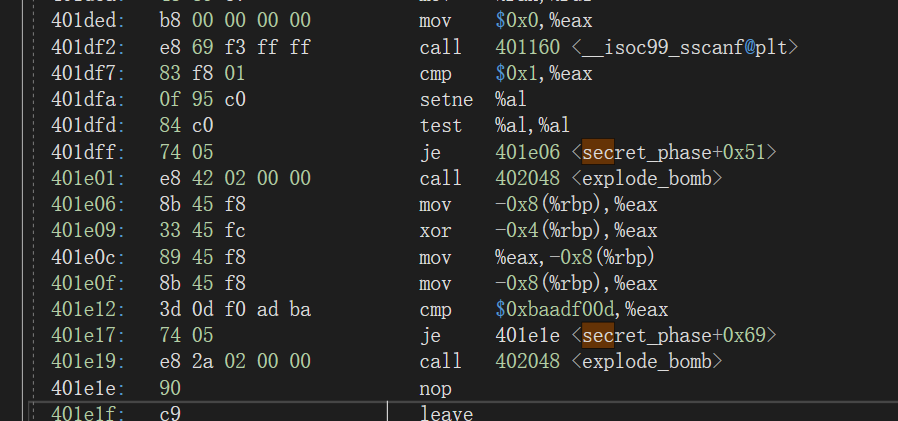 401ded: b8 00 00 00 00 mov $0x0,%eax
401df2: e8 69 f3 ff ff call 401160 <__isoc99_sscanf@plt>
401df7: 83 f8 01 cmp $0x1,%eax
401dfa: 0f 95 c0 setne %al
401dfd: 84 c0 test %al,%al
401dff: 74 05 je 401e06 <secret_phase+0x51>
401e01: e8 42 02 00 00 call 402048 <explode_bomb>
401e06: 8b 45 f8 mov -0x8(%rbp),%eax
401e09: 33 45 fc xor -0x4(%rbp),%eax
401e0c: 89 45 f8 mov %eax,-0x8(%rbp)
401e0f: 8b 45 f8 mov -0x8(%rbp),%eax
401e12: 3d 0d f0 ad ba cmp $0xbaadf00d,%eax
401e17: 74 05 je 401e1e <secret_phase+0x69>
401e19: e8 2a 02 00 00 call 402048 <explode_bomb>
401e1e: 90 nop
401e1f: c9 leave